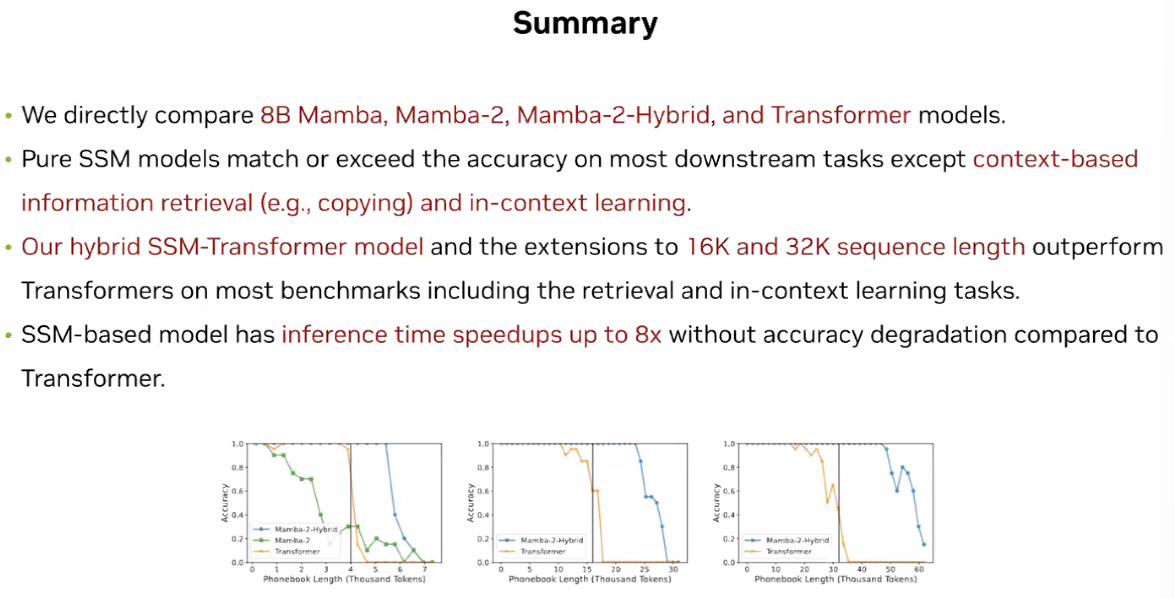 Summary
• We directly compare 8B Mamba, Mamba-2, Mamba-2-Hybrid, and Transformer models.
• Pure SSM models match or exceed the accuracy on most downstream tasks except context-based
information retrieval (e.g., copying) and in-context learning.
• Our hybrid SSM-Transformer model and the extensions to 16K and 32K sequence length outperform
Transformers on most benchmarks including the retrieval and in-context learning tasks.
• SSM-based model has inference time speedups up to 8x without accuracy degradation compared to
Transformer.
Accuracy
1.0
0.8
0.6
0.4
0.2
0.0
Mamba-2-Hybrid
Mamba-2
Transformer
0 1 2 3 4 5 6 7
Phonebook Length (Thousand Tokens)
Accuracy
1.0
0.8
0.6
0.4
0.2
0.0
Mamba-2-Hybrid
Transformer
0 5 10 15 20 25 30
Phonebook Length (Thousand Tokens)
Accuracy
1.0
0.8
0.6
0.4
0.2
0.0
Mamba-2-Hybrid
Transformer
0 10 20 30 40 50 60
Phonebook Length (Thousand Tokens)